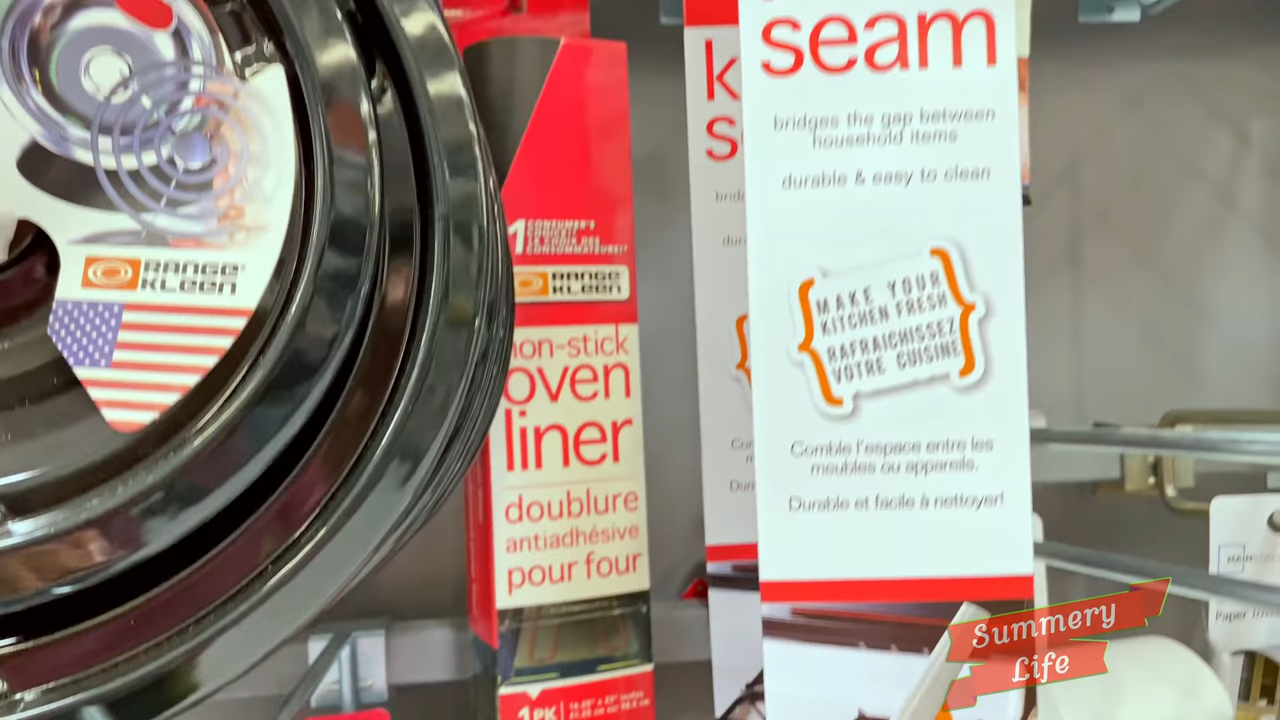 RANGE
KLEEN
1 CONSUMER'S
CHOICE!
LE CHOIX DES
CONSOMMATEURS!
RANGE
KLEEN
non-stick
oven
liner
doublure
antiadhésive
pour four
1PK
k
s
seam
bridges the gap between
household items
durable & easy to clean
MAKE YOUR
KITCHEN FRESH
RAFRAICHISSEZ
VOTRE CUISINE
Comble l'espace entre les
meubles ou appareils.
Durable et facile à nettoyer!
MAIN
Paper
Summery
Life